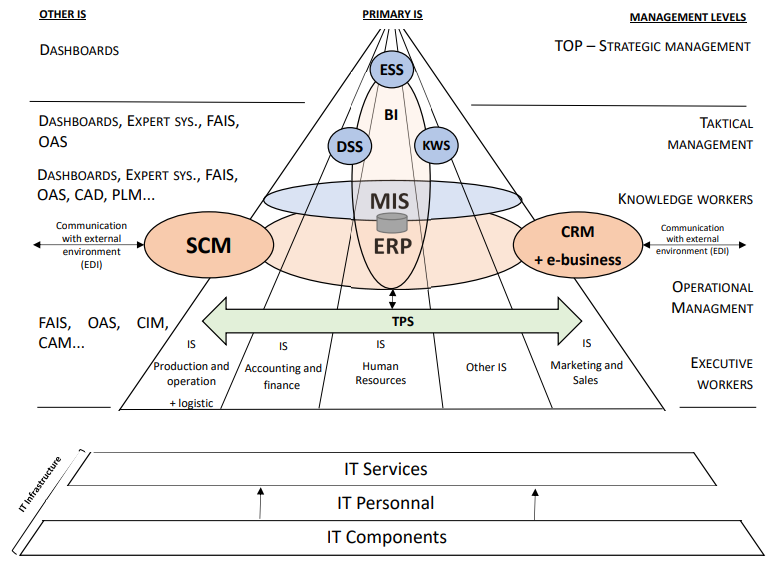 OTHER IS
PRIMARY IS
MANAGEMENT LEVELS
DASHBOARDS
TOP – STRATEGIC MANAGEMENT
ESS
BI
DASHBOARDS, EXPERT SYS., FAIS,
OAS
TAKTICAL
MANAGEMENT
DSS
KWS
DASHBOARDS, EXPERT SYS., FAIS,
OAS, CAD, PLM...
KNOWLEDGE WORKERS
MIS
ERP
Communication
with external
environment
(EDI)
SCM
CRM
+ e-business
Communication
with external
environment (EDI)
OPERATIONAL
MANAGMENT
TPS
FAIS, OAS, CIM,
CAM...
IS
Production and
operation
+ logistic
IS
Accounting and
finance
IS
Human
Resources
Other IS
IS
Marketing and
Sales
EXECUTIVE
WORKERS
IT Infrastructure
IT Services
IT Personnal
IT Components